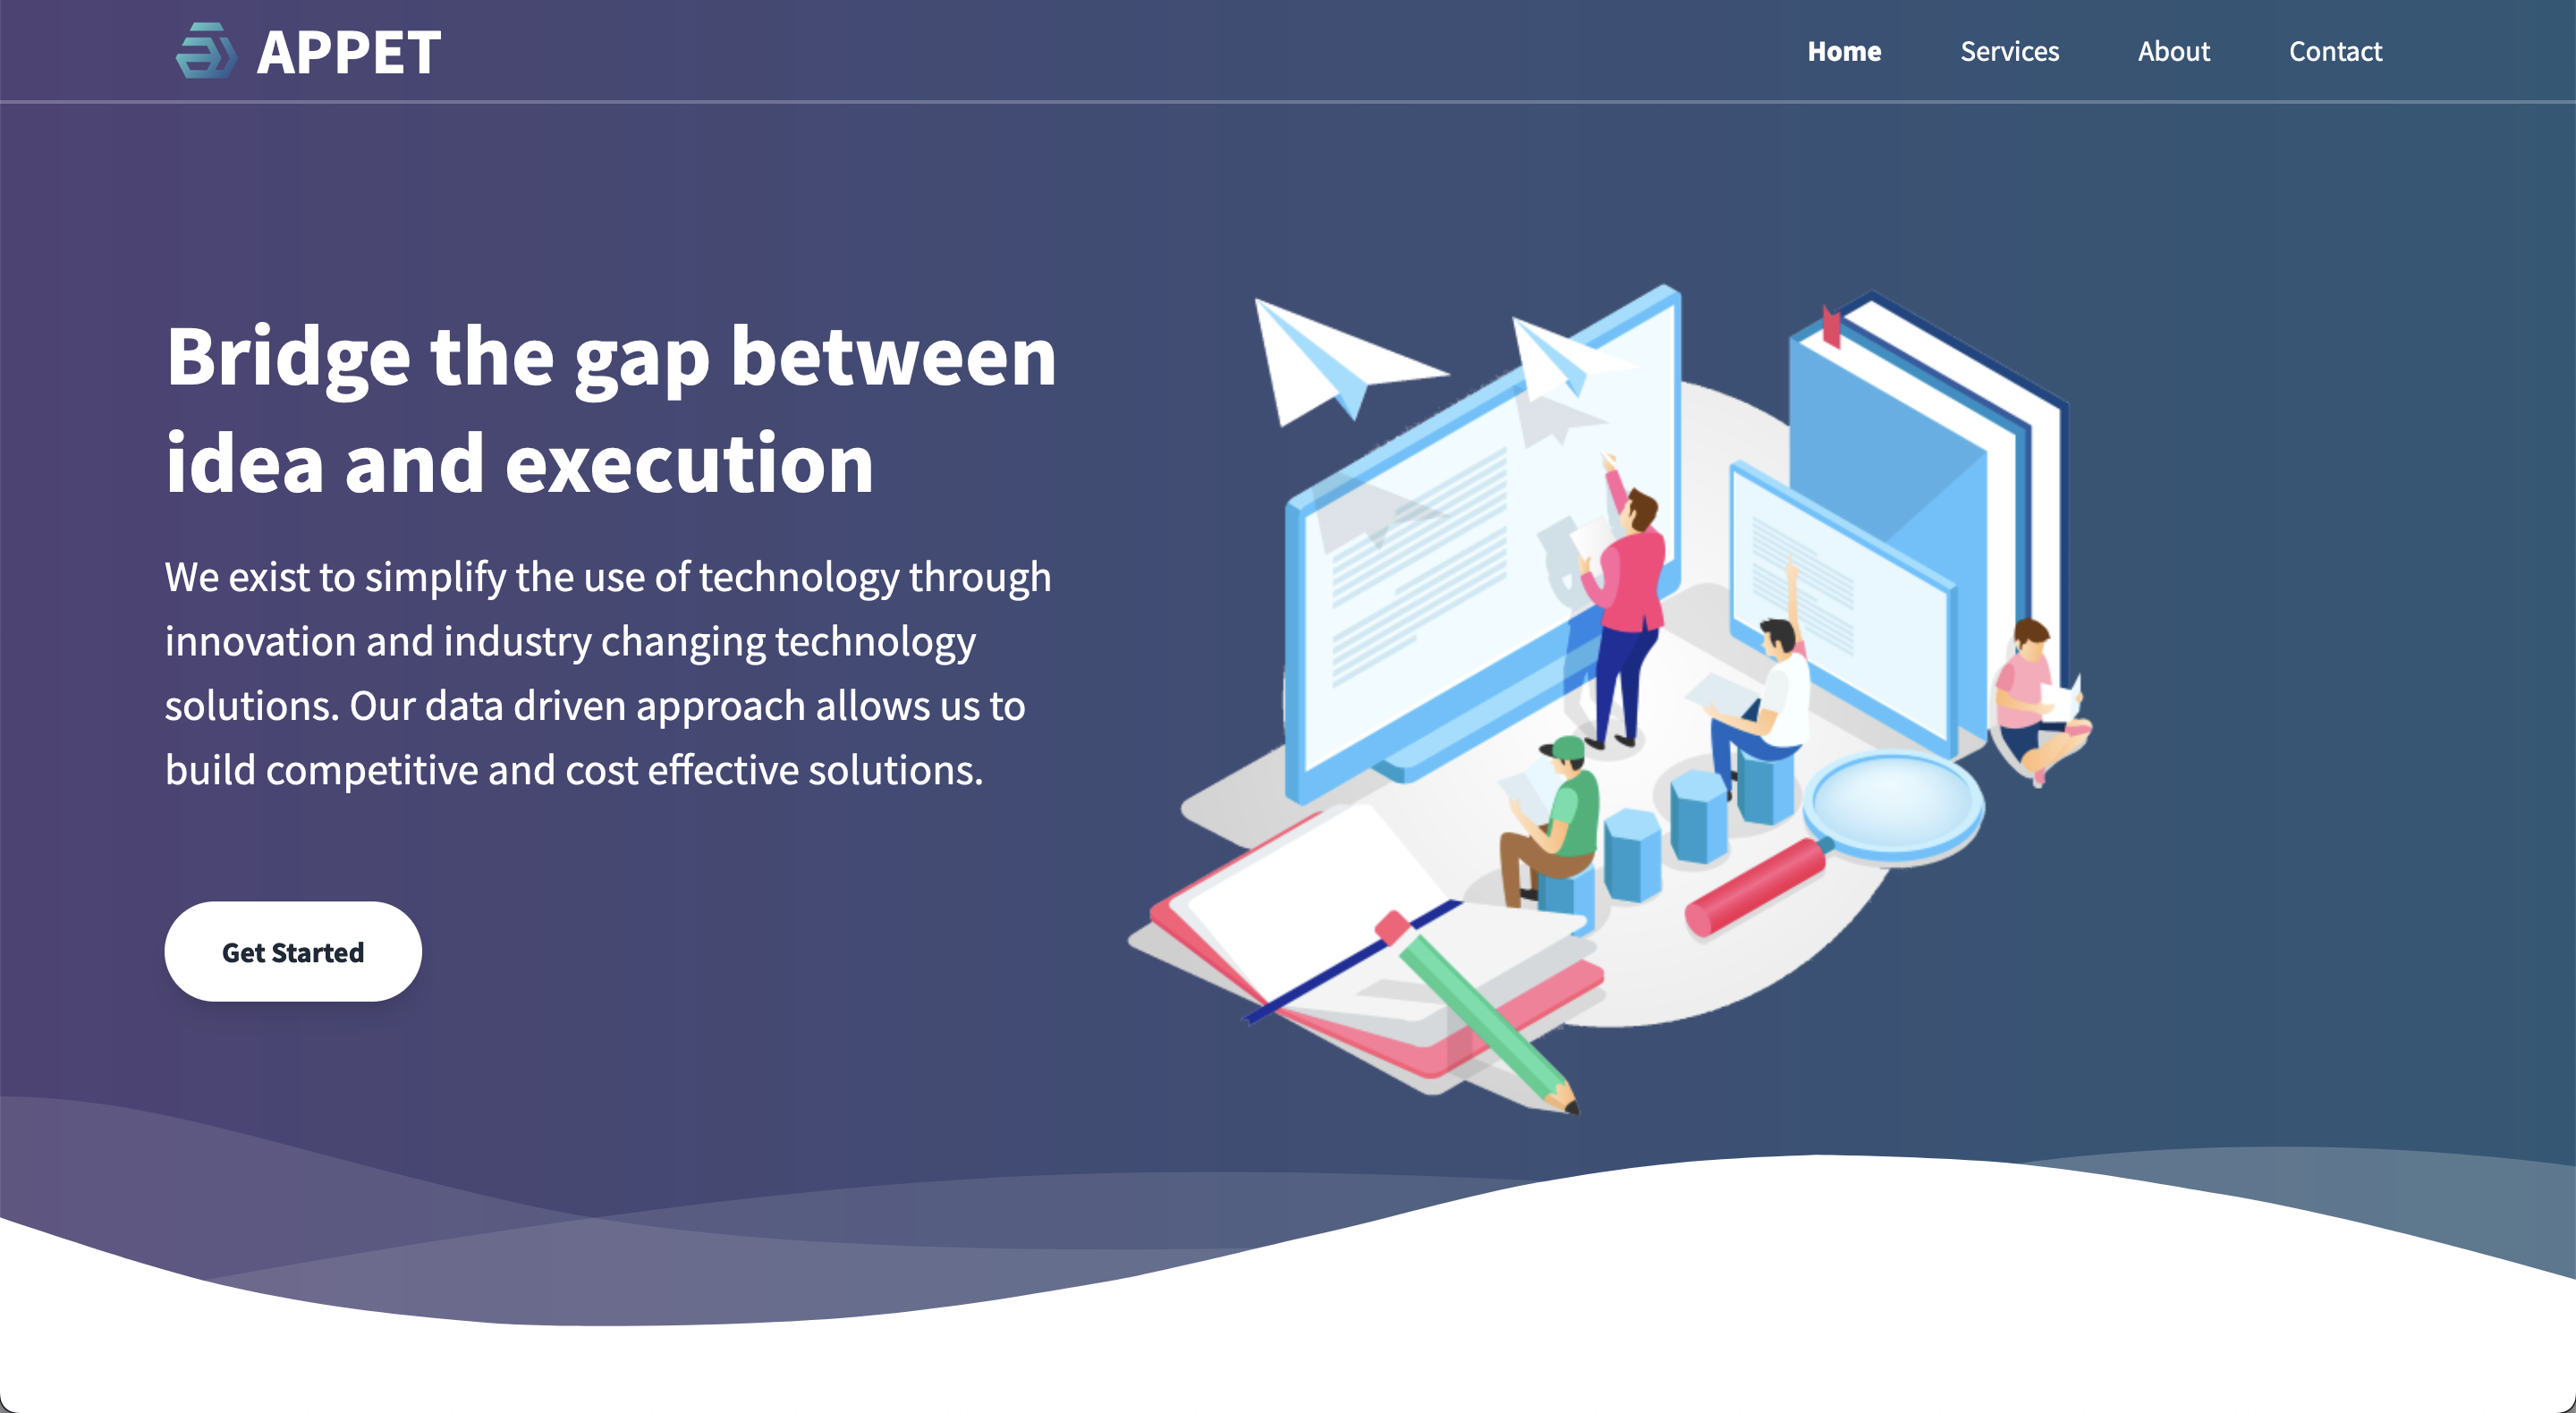 APPET
Home Services About Contact
Bridge the gap between
idea and execution
We exist to simplify the use of technology through
innovation and industry changing technology
solutions. Our data driven approach allows us to
build competitive and cost effective solutions.
Get Started